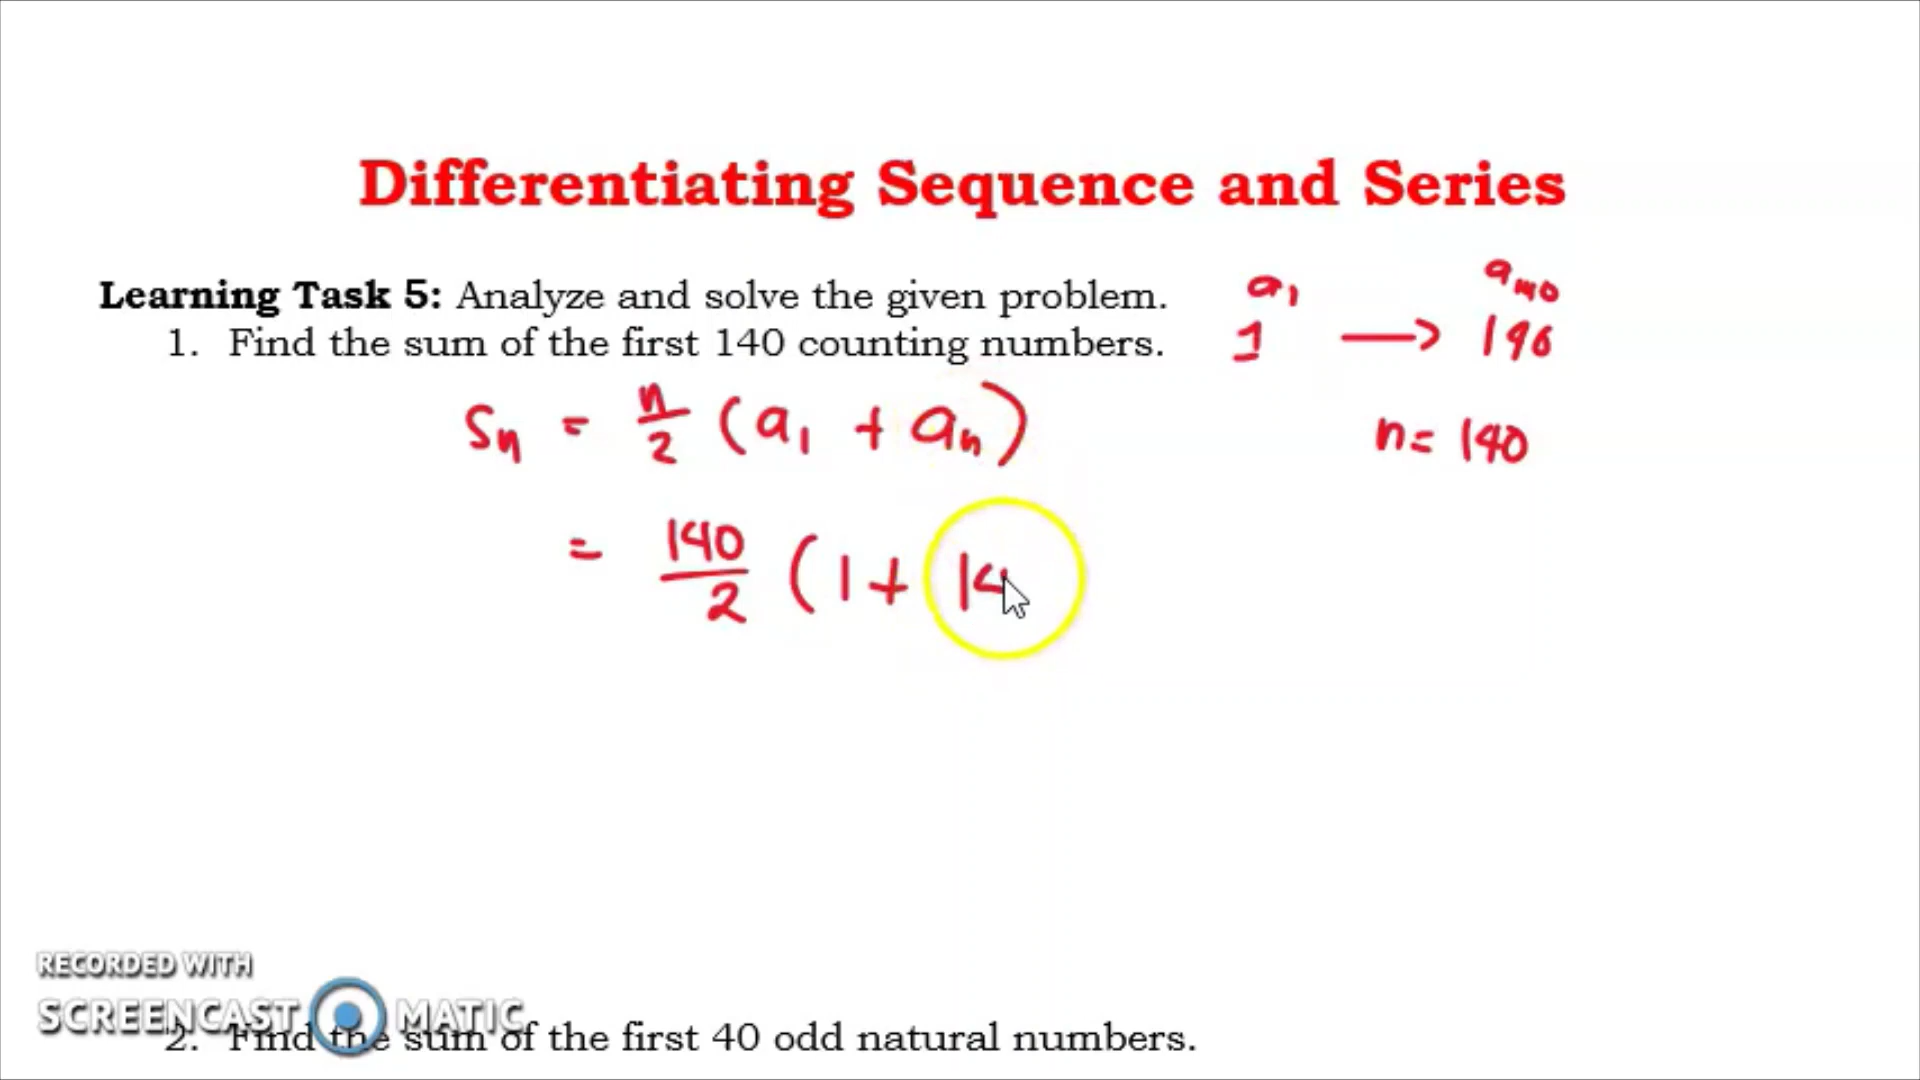 Differentiating Sequence and Series
Learning Task 5: Analyze and solve the given problem.
a₁ a₁₄₀
1. Find the sum of the first 140 counting numbers. 1 → 140
Sₙ = n/2 (a₁ + aₙ) n = 140
= 140/2 (1 + 14
RECORDED WITH
SCREENCAST MATIC
2. Find the sum of the first 40 odd natural numbers.